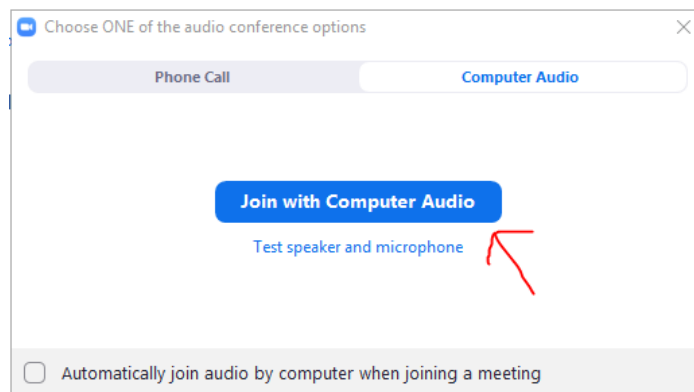 Choose ONE of the audio conference options
Phone Call
Computer Audio
Join with Computer Audio
Test speaker and microphone
Automatically join audio by computer when joining a meeting